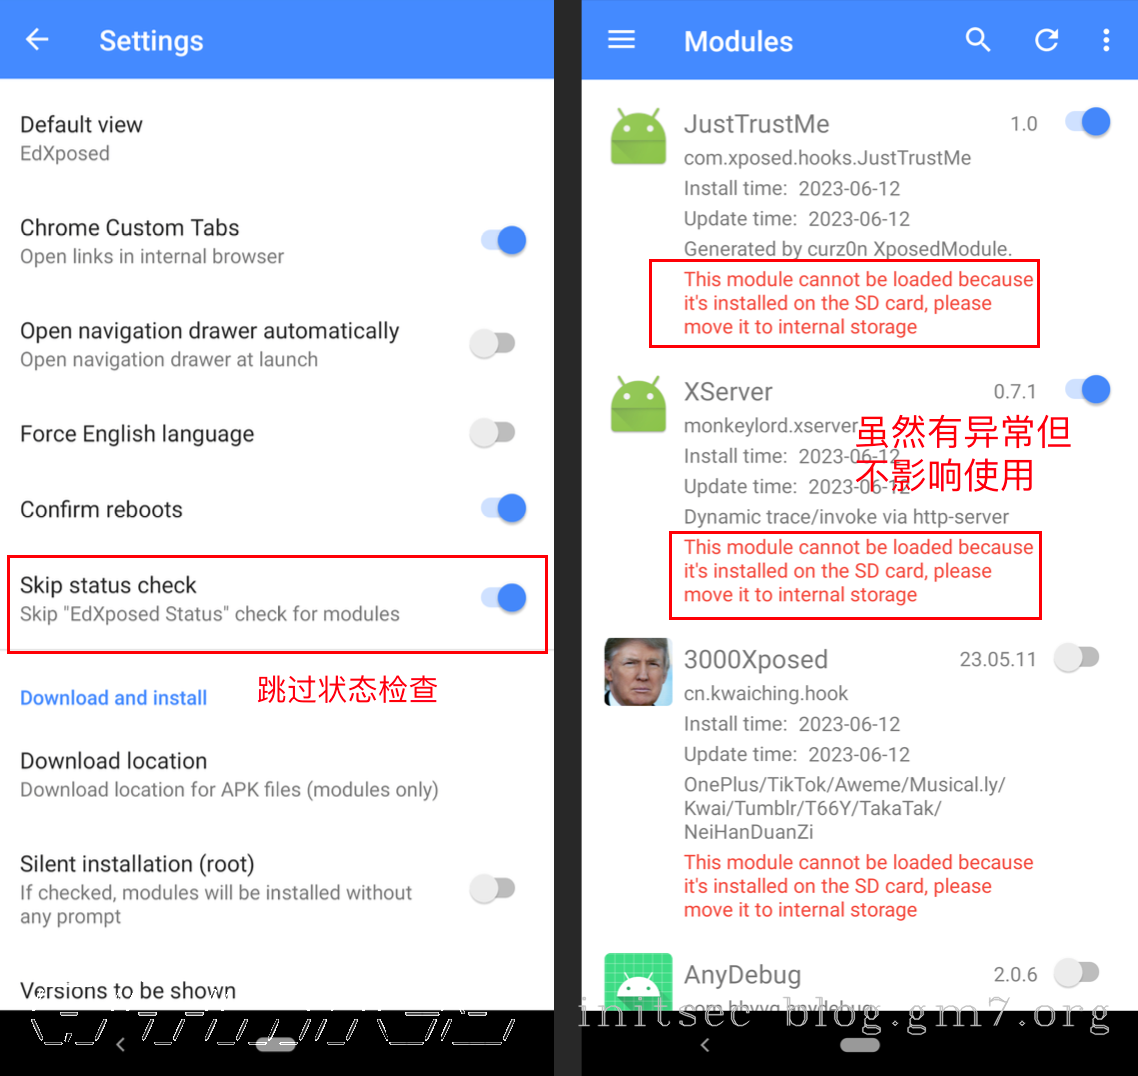 Settings
Default view
EdXposed
Chrome Custom Tabs
Open links in internal browser
Open navigation drawer automatically
Open navigation drawer at launch
Force English language
Confirm reboots
Skip status check
Skip "EdXposed Status" check for modules
跳过状态检查
Download and install
Download location
Download location for APK files (modules only)
Silent installation (root)
If checked, modules will be installed without
any prompt
Versions to be shown
Modules
JustTrustMe
1.0
com.xposed.hooks.JustTrustMe
Install time: 2023-06-12
Update time: 2023-06-12
Generated by curz0n XposedModule.
This module cannot be loaded because
it's installed on the SD card, please
move it to internal storage
XServer
0.7.1
monkeylord.xserver
虽然有异常但
不影响使用
Install time: 2023-06-12
Update time: 2023-06-12
Dynamic trace/invoke via http-server
This module cannot be loaded because
it's installed on the SD card, please
move it to internal storage
3000Xposed
23.05.11
cn.kwaiching.hook
Install time: 2023-06-12
Update time: 2023-06-12
OnePlus/TikTok/Aweme/Musical.ly/
Kwai/Tumblr/T66Y/TakaTak/
NeiHanDuanZi
This module cannot be loaded because
it's installed on the SD card, please
move it to internal storage
AnyDebug
2.0.6
initsec blog.gm7.org